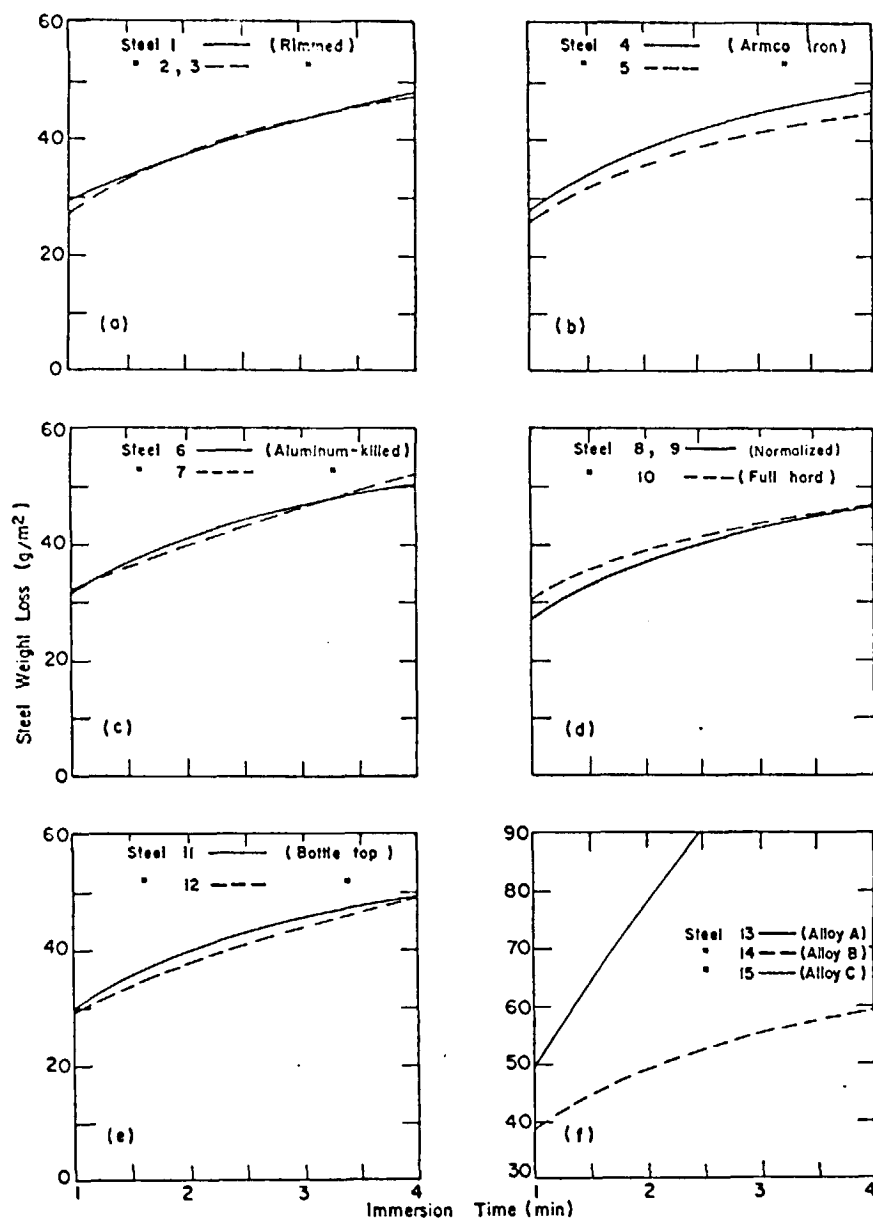 60
40
20
0
Steel 1 (Rimmed)
" 2, 3 "
(a)
Steel 4 (Armco Iron)
" 5 "
(b)
Steel Weight Loss (g/m²)
60
40
20
0
Steel 6 (Aluminum-killed)
" 7 "
(c)
Steel 8, 9 (Normalized)
" 10 (Full hard)
(d)
60
40
20
0
Steel 11 (Bottle top)
" 12 "
(e)
1 2 3 4
90
80
70
60
50
40
30
Steel 13 (Alloy A)
" 14 (Alloy B)
" 15 (Alloy C)
(f)
1 2 3 4
Immersion Time (min)